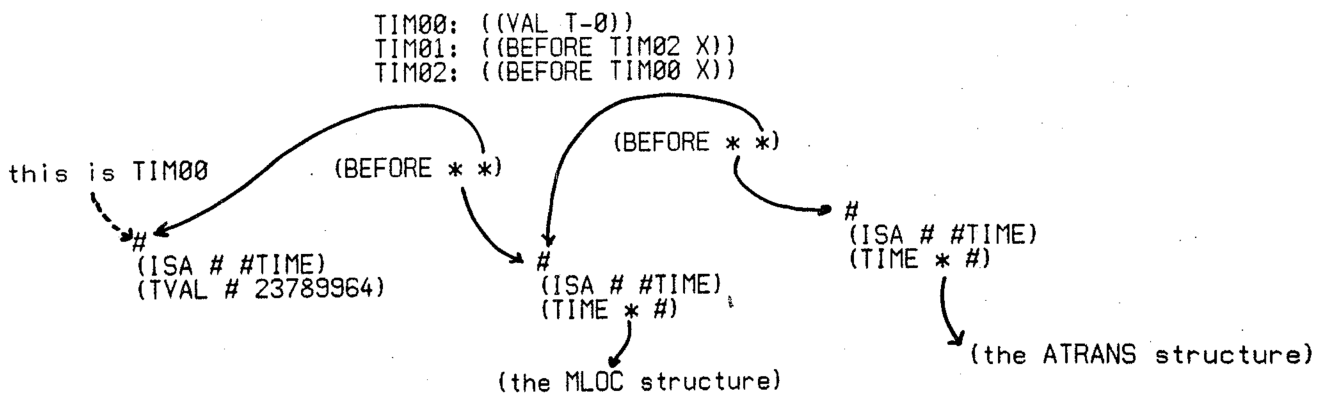 TIM00: ((VAL T-0))
TIM01: ((BEFORE TIM02 X))
TIM02: ((BEFORE TIM00 X))
(BEFORE * *)
this is TIM00
(BEFORE * *)
#
(ISA # #TIME)
(TIME * #)
#
(ISA # #TIME)
(TVAL # 23789964)
#
(ISA # #TIME)
(TIME * #)
(the ATRANS structure)
(the MLOC structure)